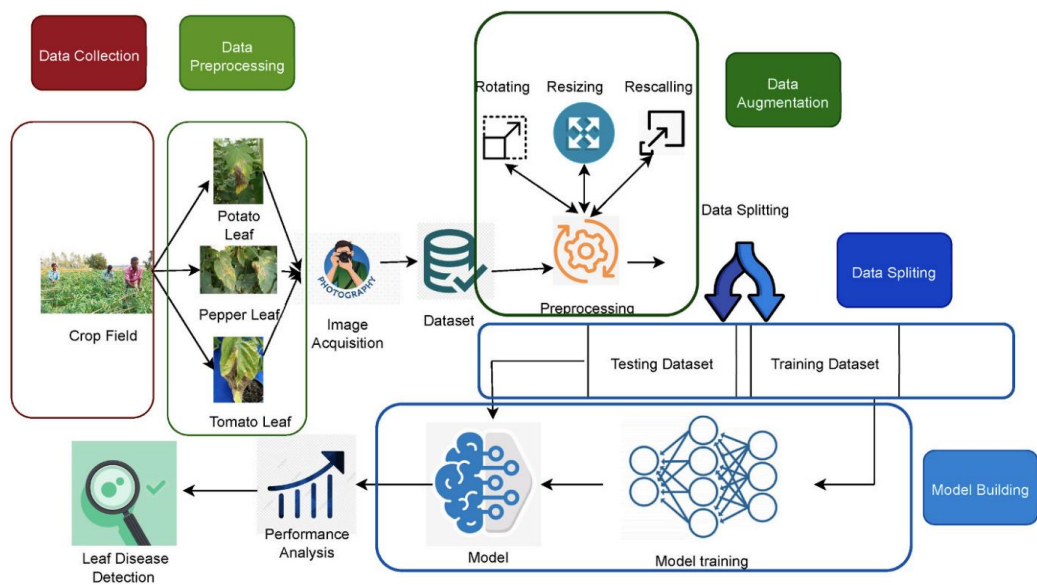 Data Collection
Data
Preprocessing
Data
Augmentation
Rotating
Resizing
Rescalling
Potato
Leaf
Pepper Leaf
Tomato Leaf
Crop Field
PHOTOGRAPHY
Image
Acquisition
Dataset
Preprocessing
Data Splitting
Data Spliting
Testing Dataset
Training Dataset
Model Building
Model training
Model
Performance
Analysis
Leaf Disease
Detection